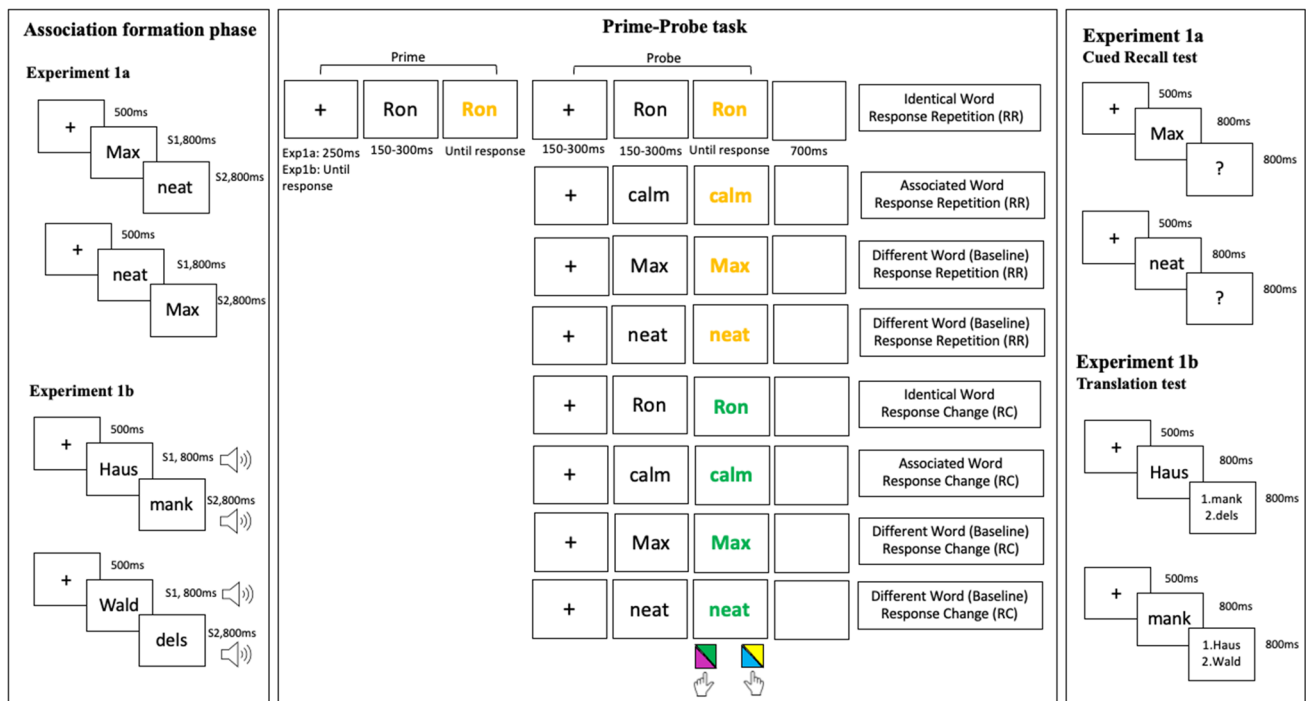 Association formation phase
Experiment 1a
+
500ms
Max
S1,800ms
neat
S2,800ms
+
500ms
neat
S1,800ms
Max
S2,800ms
Experiment 1b
+
500ms
Haus
S1, 800ms
mank
S2,800ms
+
500ms
Wald
S1, 800ms
dels
S2,800ms
Prime-Probe task
Prime
Probe
+ Ron Ron + Ron Ron
Identical Word
Response Repetition (RR)
Exp1a: 250ms
Exp1b: Until
response
150-300ms
Until response
150-300ms
150-300ms
Until response
700ms
+ calm calm
Associated Word
Response Repetition (RR)
+ Max Max
Different Word (Baseline)
Response Repetition (RR)
+ neat neat
Different Word (Baseline)
Response Repetition (RR)
+ Ron Ron
Identical Word
Response Change (RC)
+ calm calm
Associated Word
Response Change (RC)
+ Max Max
Different Word (Baseline)
Response Change (RC)
+ neat neat
Different Word (Baseline)
Response Change (RC)
Experiment 1a
Cued Recall test
+
500ms
Max
800ms
?
800ms
+
500ms
neat
800ms
?
800ms
Experiment 1b
Translation test
+
500ms
Haus
800ms
1.mank
2.dels
800ms
+
500ms
mank
800ms
1.Haus
2.Wald
800ms